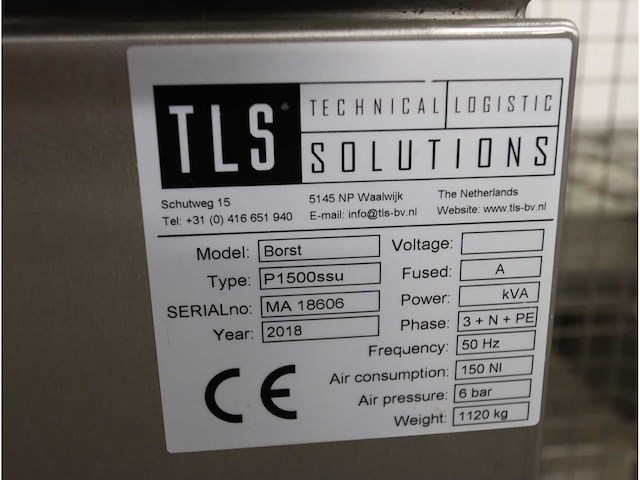 TLS® TECHNICAL LOGISTIC
SOLUTIONS
Schutweg 15 5145 NP Waalwijk The Netherlands
Tel: +31 (0) 416 651 940 E-mail: info@tls-bv.nl Website: www.tls-bv.nl
Model: Borst
Type: P1500ssu
SERIALno: MA 18606
Year: 2018
CE
Voltage:
Fused: A
Power: kVA
Phase: 3 + N + PE
Frequency: 50 Hz
Air consumption: 150 Nl
Air pressure: 6 bar
Weight: 1120 kg